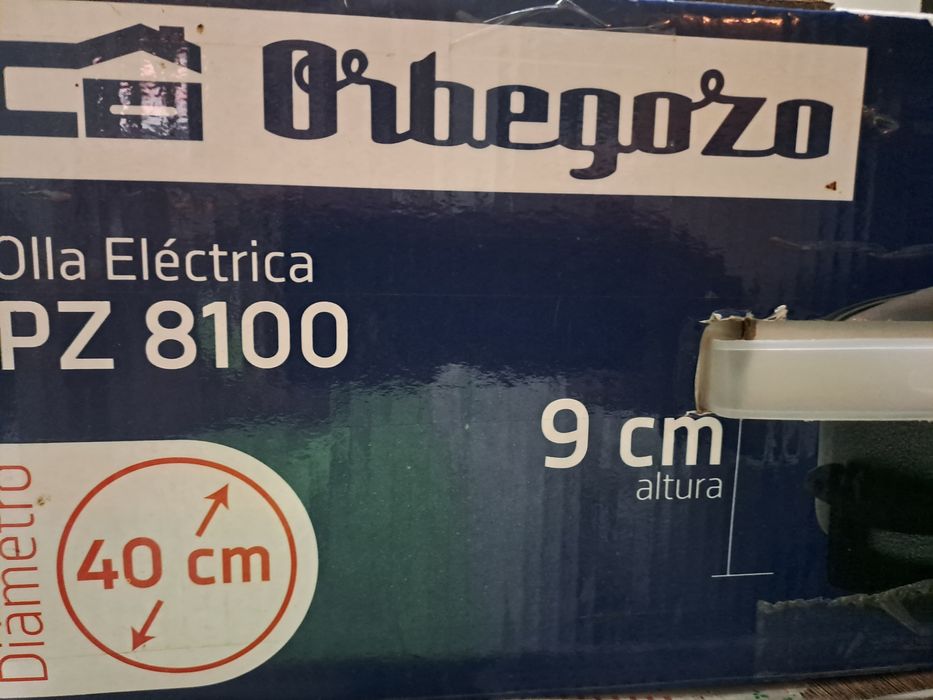 Orbegozo
Olla Eléctrica
PZ 8100
9 cm
altura
Diámetro
40 cm